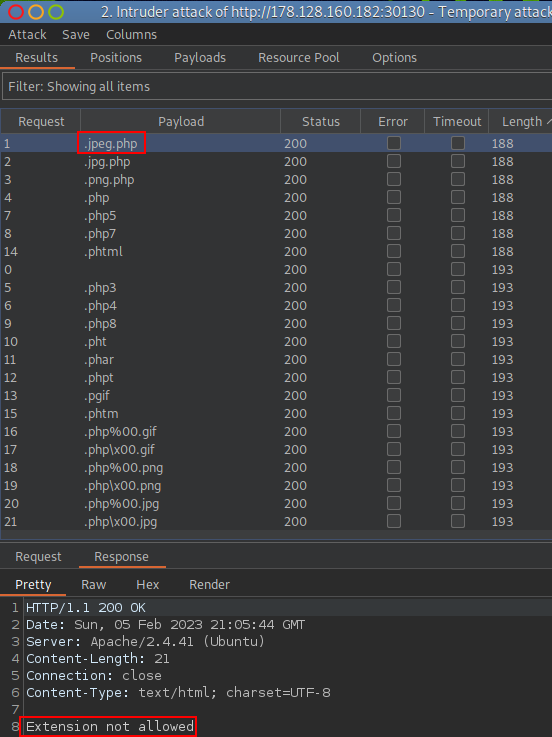 2. Intruder attack of http://178.128.160.182:30130 - Temporary attack
Attack Save Columns
Results Positions Payloads Resource Pool Options
Filter: Showing all items
Request Payload Status Error Timeout Length
1 .jpeg.php 200 188
2 .jpg.php 200 188
3 .png.php 200 188
4 .php 200 188
7 .php5 200 188
8 .php7 200 188
14 .phtml 200 188
0 200 193
5 .php3 200 193
6 .php4 200 193
9 .php8 200 193
10 .pht 200 193
11 .phar 200 193
12 .phpt 200 193
13 .pgif 200 193
15 .phtm 200 193
16 .php%00.gif 200 193
17 .php\x00.gif 200 193
18 .php%00.png 200 193
19 .php\x00.png 200 193
20 .php%00.jpg 200 193
21 .php\x00.jpg 200 193
Request Response
Pretty Raw Hex Render
1 HTTP/1.1 200 OK
2 Date: Sun, 05 Feb 2023 21:05:44 GMT
3 Server: Apache/2.4.41 (Ubuntu)
4 Content-Length: 21
5 Connection: close
6 Content-Type: text/html; charset=UTF-8
7
8 Extension not allowed